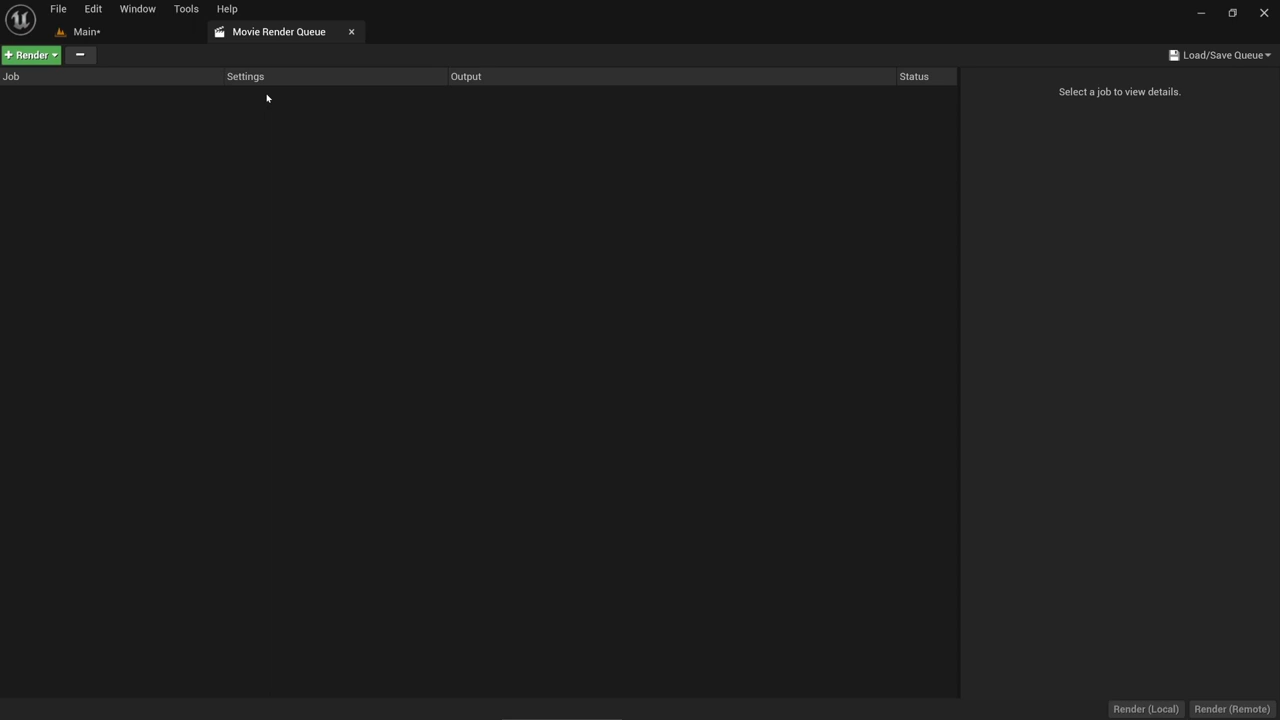 File Edit Window Tools Help
Main•
Movie Render Queue
+ Render
Load/Save Queue
Job Settings Output Status
Select a job to view details.
Render (Local) Render (Remote)